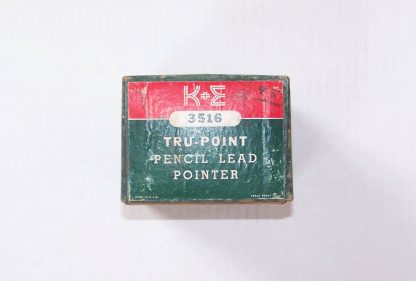 K+E
3516
TRU-POINT
PENCIL LEAD
POINTER